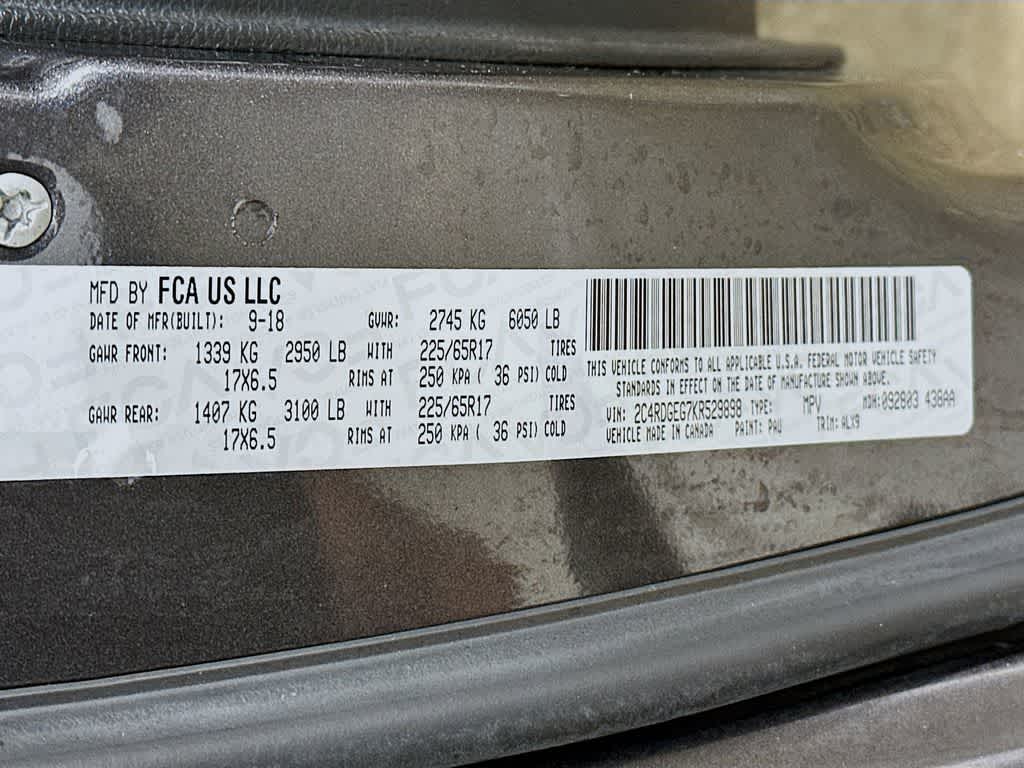 MFD BY FCA US LLC
DATE OF MFR(BUILT): 9-18 GVWR: 2745 KG 6050 LB
GAWR FRONT: 1339 KG 2950 LB WITH 225/65R17 TIRES
17X6.5 RIMS AT 250 KPA ( 36 PSI) COLD
GAWR REAR: 1407 KG 3100 LB WITH 225/65R17 TIRES
17X6.5 RIMS AT 250 KPA ( 36 PSI) COLD
THIS VEHICLE CONFORMS TO ALL APPLICABLE U.S.A. FEDERAL MOTOR VEHICLE SAFETY
STANDARDS IN EFFECT ON THE DATE OF MANUFACTURE SHOWN ABOVE.
VIN: 2C4RDGEG7KR529898 TYPE: MPV MDH: 092803 438AA
VEHICLE MADE IN CANADA PAINT: PAU TRIM: ALX9